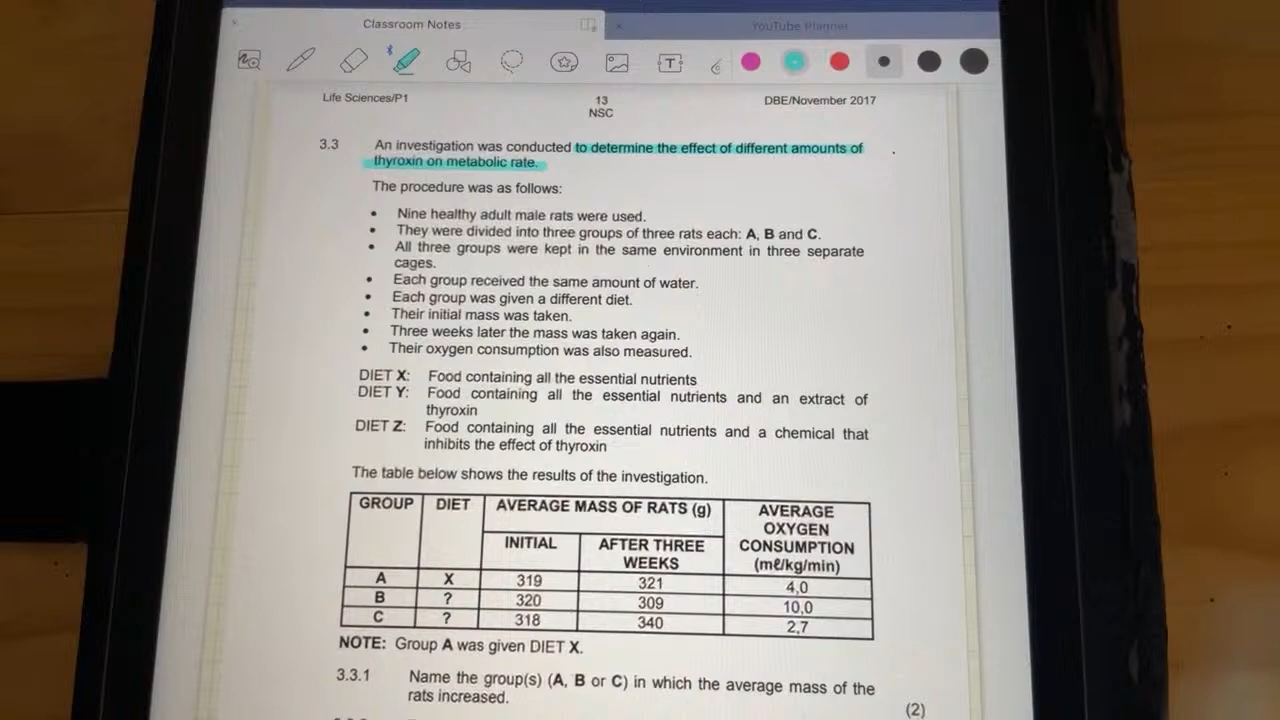 Classroom Notes
YouTube Planner
Life Sciences/P1
13
DBE/November 2017
NSC
3.3 An investigation was conducted to determine the effect of different amounts of
thyroxin on metabolic rate.
The procedure was as follows:
• Nine healthy adult male rats were used.
• They were divided into three groups of three rats each: A, B and C.
• All three groups were kept in the same environment in three separate
cages.
• Each group received the same amount of water.
• Each group was given a different diet.
• Their initial mass was taken.
• Three weeks later the mass was taken again.
• Their oxygen consumption was also measured.
DIET X: Food containing all the essential nutrients
DIET Y: Food containing all the essential nutrients and an extract of
thyroxin
DIET Z: Food containing all the essential nutrients and a chemical that
inhibits the effect of thyroxin
The table below shows the results of the investigation.
GROUP DIET AVERAGE MASS OF RATS (g) AVERAGE
OXYGEN
CONSUMPTION
(mℓ/kg/min)
INITIAL AFTER THREE
WEEKS
A X 319 321 4,0
B ? 320 309 10,0
C ? 318 340 2,7
NOTE: Group A was given DIET X.
3.3.1 Name the group(s) (A, B or C) in which the average mass of the
rats increased.
(2)